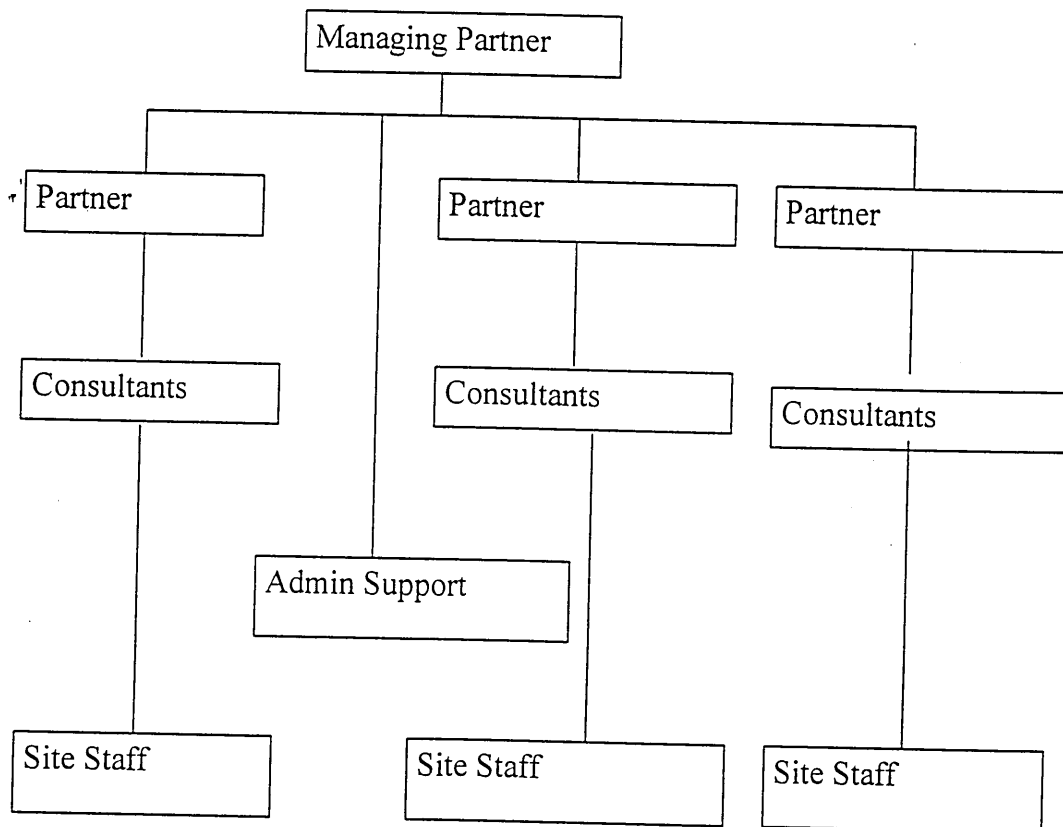 Managing Partner
Partner
Partner
Partner
Consultants
Consultants
Consultants
Admin Support
Site Staff
Site Staff
Site Staff